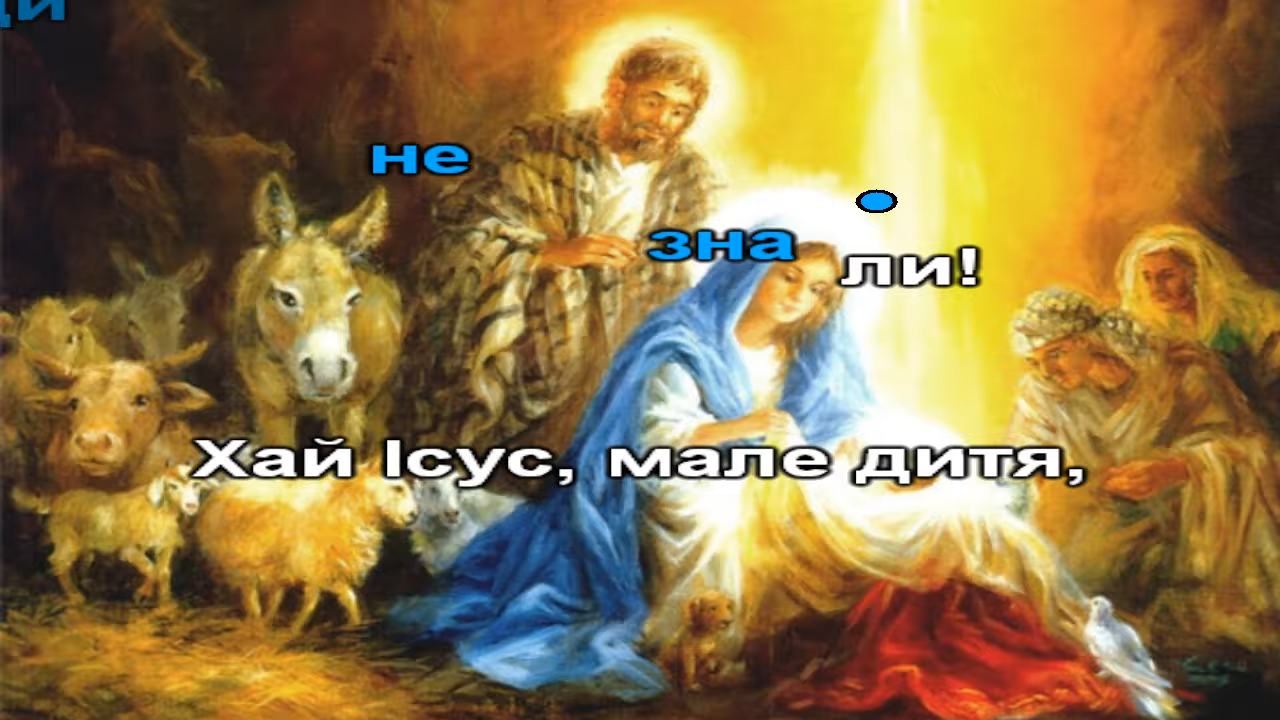 не
зна
ли!
Хай Ісус, мале дитя,